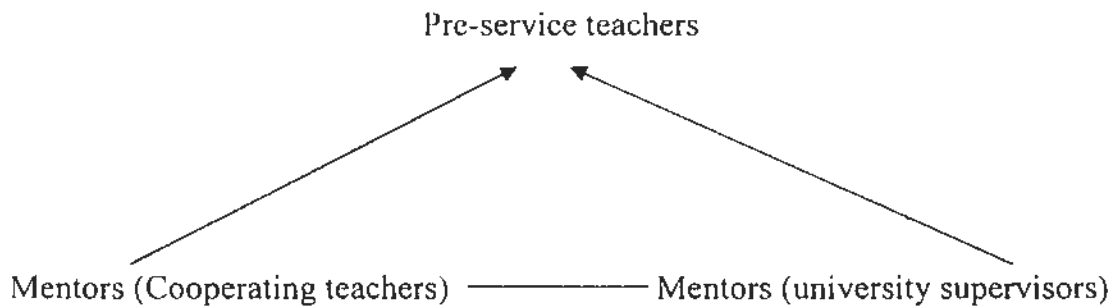 Pre-service teachers
Mentors (Cooperating teachers)
Mentors (university supervisors)